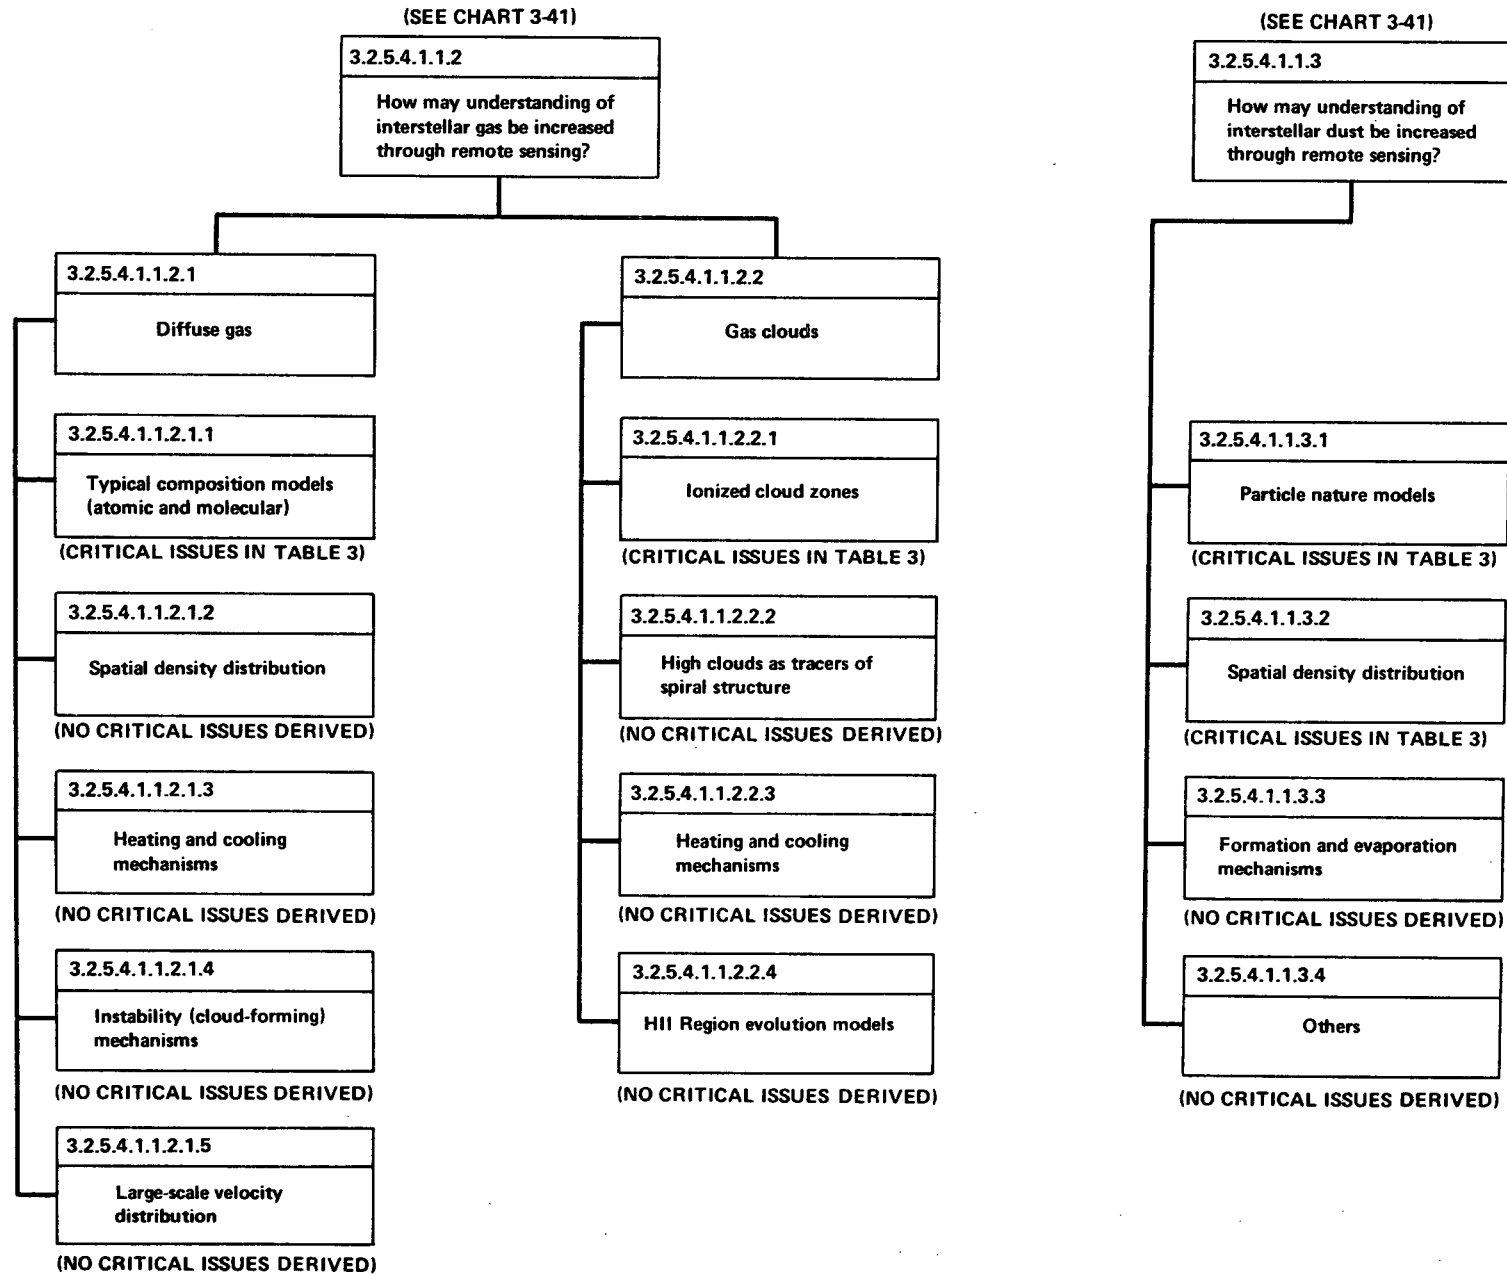 (SEE CHART 3-41)
3.2.5.4.1.1.2
How may understanding of
interstellar gas be increased
through remote sensing?
3.2.5.4.1.1.2.1
Diffuse gas
3.2.5.4.1.1.2.1.1
Typical composition models
(atomic and molecular)
(CRITICAL ISSUES IN TABLE 3)
3.2.5.4.1.1.2.1.2
Spatial density distribution
(NO CRITICAL ISSUES DERIVED)
3.2.5.4.1.1.2.1.3
Heating and cooling
mechanisms
(NO CRITICAL ISSUES DERIVED)
3.2.5.4.1.1.2.1.4
Instability (cloud-forming)
mechanisms
(NO CRITICAL ISSUES DERIVED)
3.2.5.4.1.1.2.1.5
Large-scale velocity
distribution
(NO CRITICAL ISSUES DERIVED)
3.2.5.4.1.1.2.2
Gas clouds
3.2.5.4.1.1.2.2.1
Ionized cloud zones
(CRITICAL ISSUES IN TABLE 3)
3.2.5.4.1.1.2.2.2
High clouds as tracers of
spiral structure
(NO CRITICAL ISSUES DERIVED)
3.2.5.4.1.1.2.2.3
Heating and cooling
mechanisms
(NO CRITICAL ISSUES DERIVED)
3.2.5.4.1.1.2.2.4
HII Region evolution models
(NO CRITICAL ISSUES DERIVED)
(SEE CHART 3-41)
3.2.5.4.1.1.3
How may understanding of
interstellar dust be increased
through remote sensing?
3.2.5.4.1.1.3.1
Particle nature models
(CRITICAL ISSUES IN TABLE 3)
3.2.5.4.1.1.3.2
Spatial density distribution
(CRITICAL ISSUES IN TABLE 3)
3.2.5.4.1.1.3.3
Formation and evaporation
mechanisms
(NO CRITICAL ISSUES DERIVED)
3.2.5.4.1.1.3.4
Others
(NO CRITICAL ISSUES DERIVED)